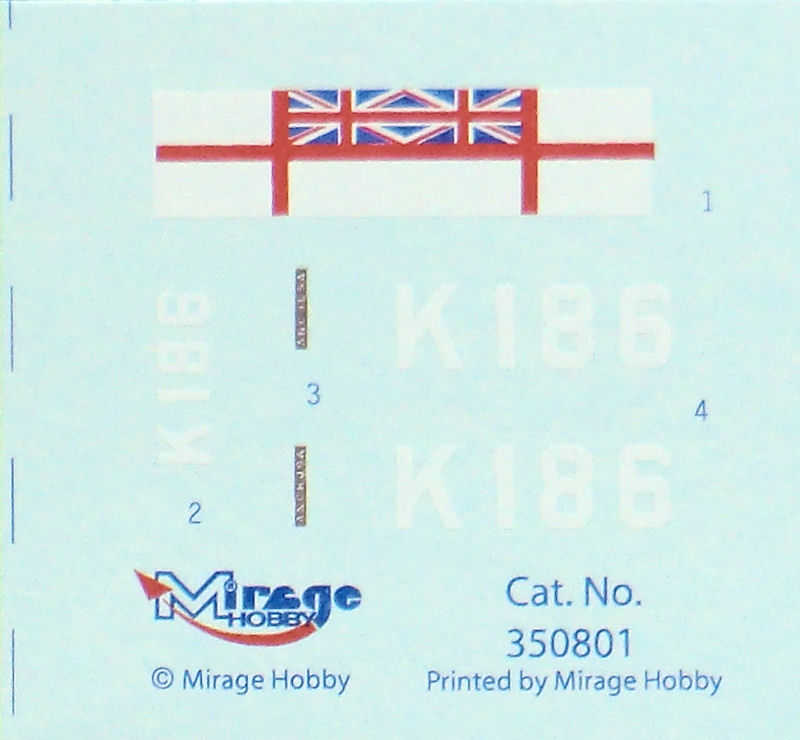 1
K186
K186
3
4
K186
2
Mirage
HOBBY
®
Cat. No.
350801
© Mirage Hobby
Printed by Mirage Hobby